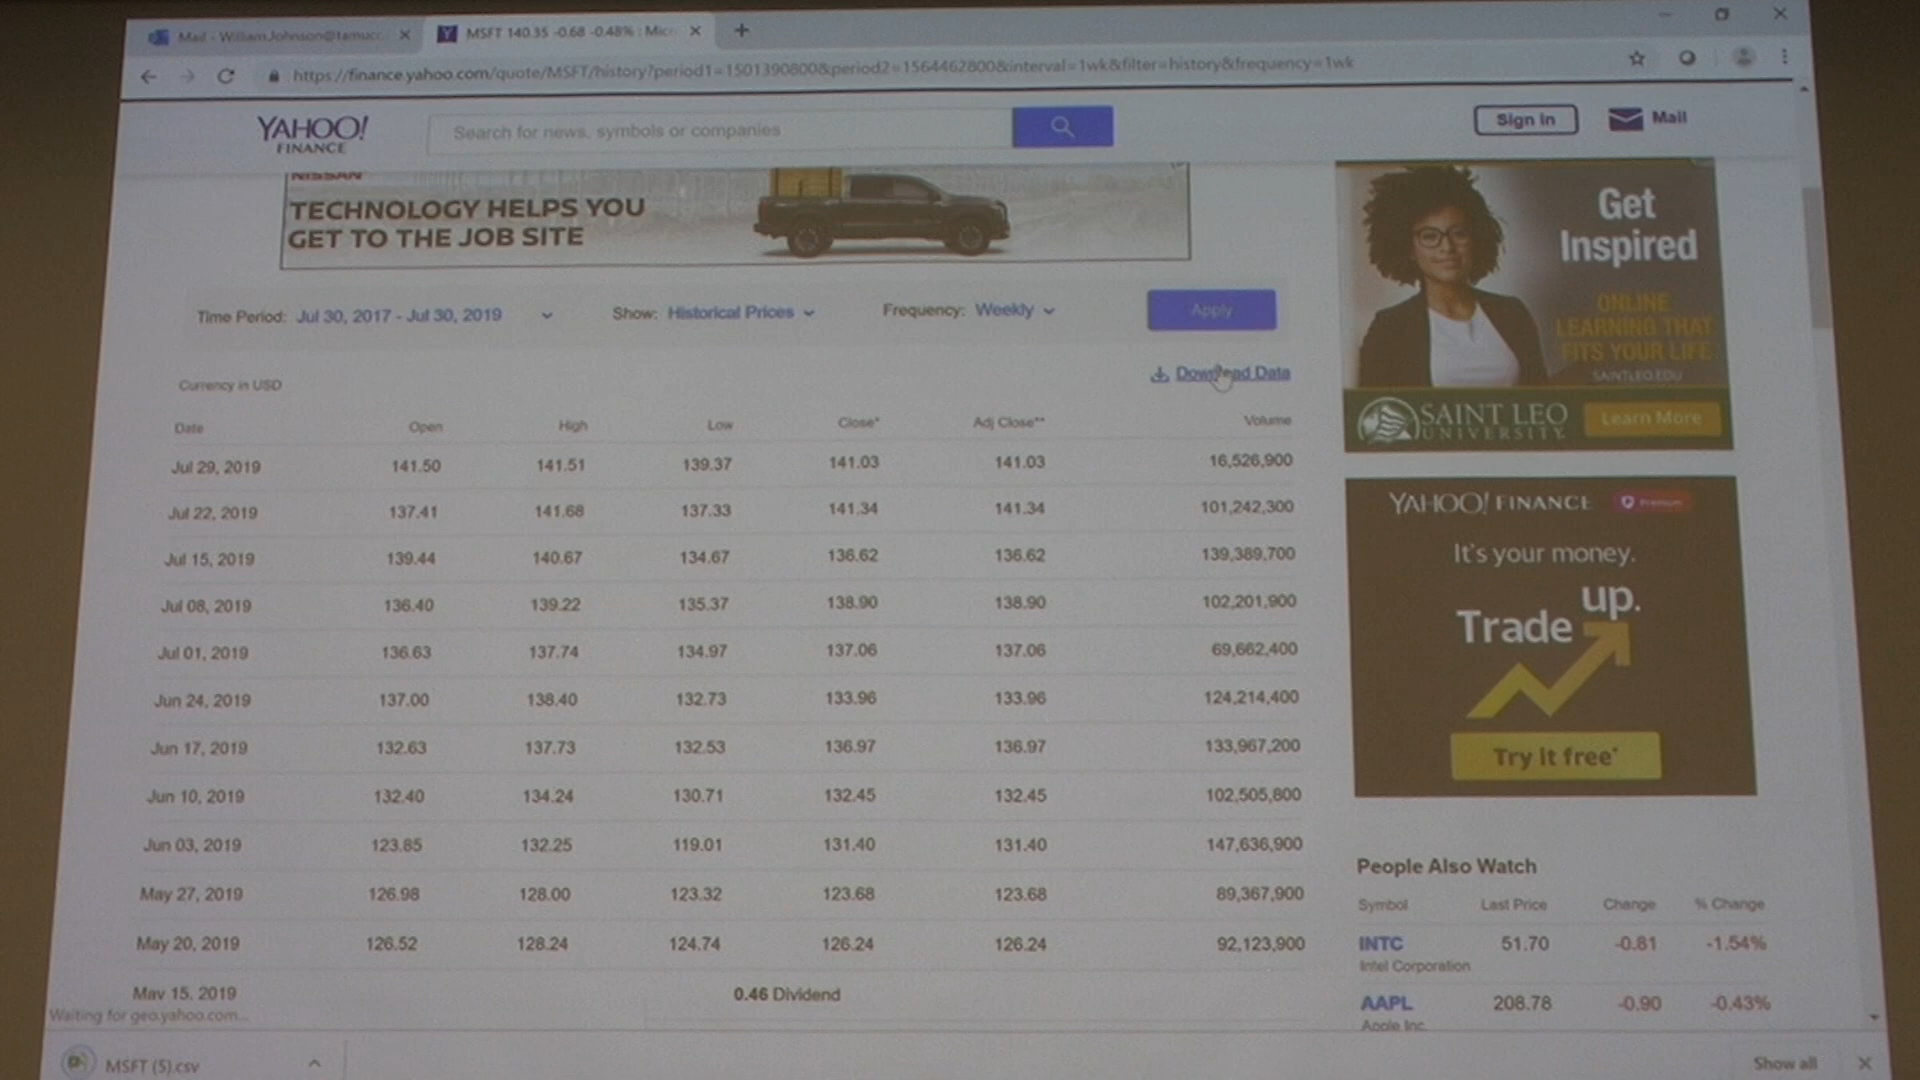 Mail - WilliamJohnson@tamucc
MSFT 140.35 -0.68 -0.48% : Micr
https://finance.yahoo.com/quote/MSFT/history?period1=1501390800&period2=1564462800&interval=1wk&filter=history&frequency=1wk
YAHOO!
FINANCE
Search for news, symbols or companies
Sign in
Mail
NISSAN
TECHNOLOGY HELPS YOU
GET TO THE JOB SITE
Time Period: Jul 30, 2017 - Jul 30, 2019 Show: Historical Prices Frequency: Weekly Apply
Currency in USD
Download Data
Date Open High Low Close* Adj Close** Volume
Jul 29, 2019 141.50 141.51 139.37 141.03 141.03 16,526,900
Jul 22, 2019 137.41 141.68 137.33 141.34 141.34 101,242,300
Jul 15, 2019 139.44 140.67 134.67 136.62 136.62 139,389,700
Jul 08, 2019 136.40 139.22 135.37 138.90 138.90 102,201,900
Jul 01, 2019 136.63 137.74 134.97 137.06 137.06 69,662,400
Jun 24, 2019 137.00 138.40 132.73 133.96 133.96 124,214,400
Jun 17, 2019 132.63 137.73 132.53 136.97 136.97 133,967,200
Jun 10, 2019 132.40 134.24 130.71 132.45 132.45 102,505,800
Jun 03, 2019 123.85 132.25 119.01 131.40 131.40 147,636,900
May 27, 2019 126.98 128.00 123.32 123.68 123.68 89,367,900
May 20, 2019 126.52 128.24 124.74 126.24 126.24 92,123,900
May 15, 2019 0.46 Dividend
Waiting for geo.yahoo.com...
MSFT (5).csv
Show all
Get
Inspired
ONLINE
LEARNING THAT
FITS YOUR LIFE
SAINTLEO.EDU
SAINT LEO
UNIVERSITY
Learn More
YAHOO! FINANCE Premium
It's your money.
Trade up.
Try it free*
People Also Watch
Symbol Last Price Change % Change
INTC 51.70 -0.81 -1.54%
Intel Corporation
AAPL 208.78 -0.90 -0.43%
Apple Inc.